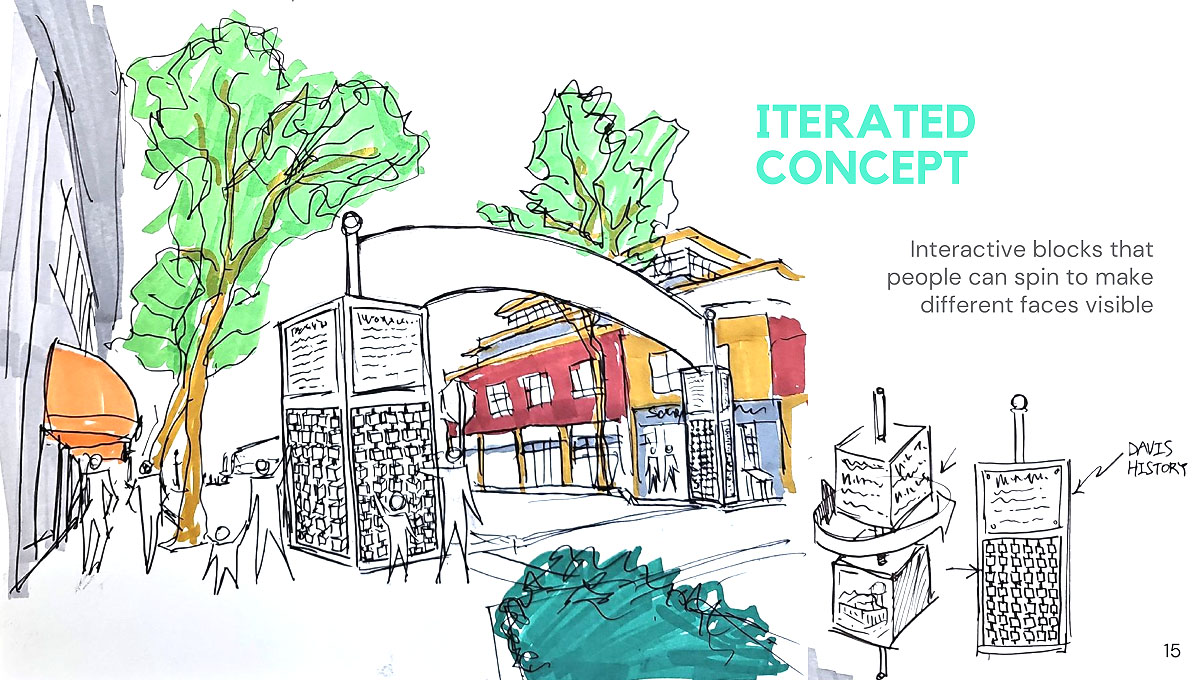 ITERATED
CONCEPT
Interactive blocks that
people can spin to make
different faces visible
DAVIS
HISTORY
15